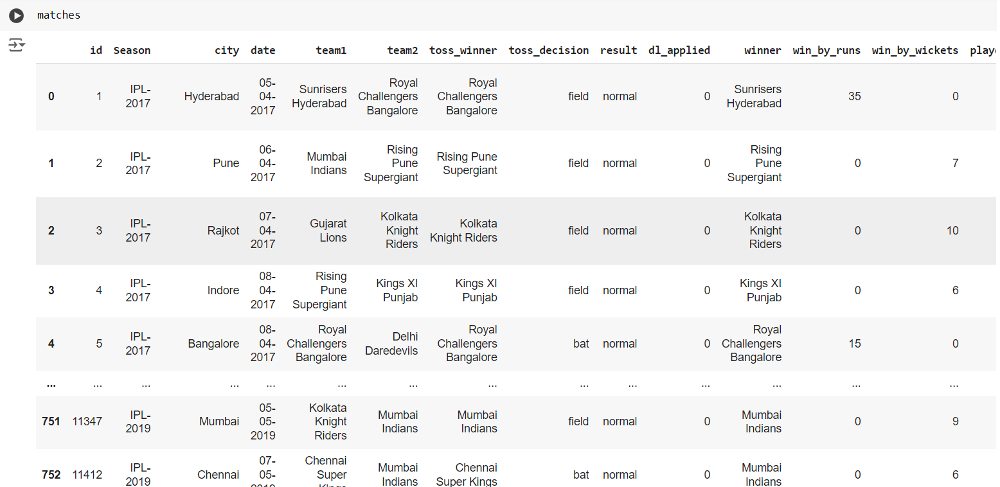 matches
id Season city date team1 team2 toss_winner toss_decision result dl_applied winner win_by_runs win_by_wickets
0 1 IPL-2017 Hyderabad 05-04-2017 Sunrisers Hyderabad Royal Challengers Bangalore Royal Challengers Bangalore field normal 0 Sunrisers Hyderabad 35 0
1 2 IPL-2017 Pune 06-04-2017 Mumbai Indians Rising Pune Supergiant Rising Pune Supergiant field normal 0 Rising Pune Supergiant 0 7
2 3 IPL-2017 Rajkot 07-04-2017 Gujarat Lions Kolkata Knight Riders Kolkata Knight Riders field normal 0 Kolkata Knight Riders 0 10
3 4 IPL-2017 Indore 08-04-2017 Rising Pune Supergiant Kings XI Punjab Kings XI Punjab field normal 0 Kings XI Punjab 0 6
4 5 IPL-2017 Bangalore 08-04-2017 Royal Challengers Bangalore Delhi Daredevils Royal Challengers Bangalore bat normal 0 Royal Challengers Bangalore 15 0
... ... ... ... ... ... ... ... ... ... ... ... ... ...
751 11347 IPL-2019 Mumbai 05-05-2019 Kolkata Knight Riders Mumbai Indians Mumbai Indians field normal 0 Mumbai Indians 0 9
752 11412 IPL-2019 Chennai 07-05-2019 Chennai Super Kings Mumbai Indians Chennai Super Kings bat normal 0 Mumbai Indians 0 6